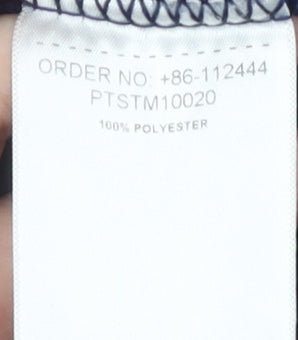 ORDER NO: +86-112444
PTSTM10020
100% POLYESTER